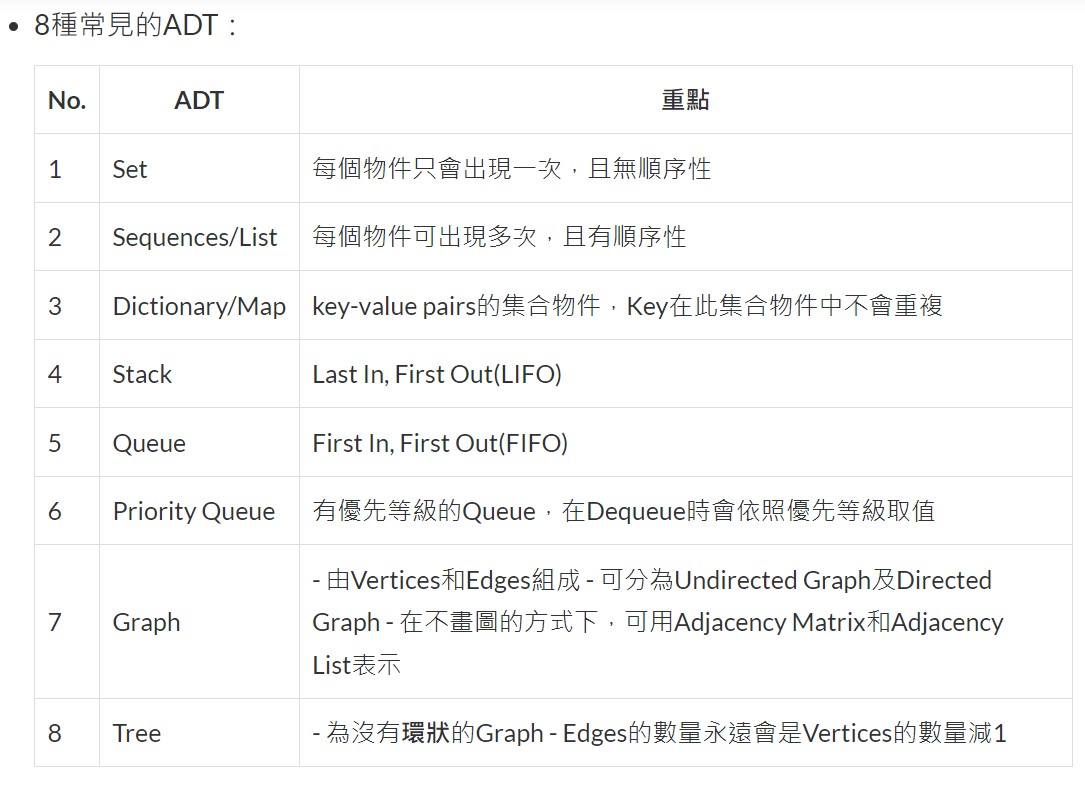 8種常見的ADT：
No. ADT 重點
1 Set 每個物件只會出現一次，且無順序性
2 Sequences/List 每個物件可出現多次，且有順序性
3 Dictionary/Map key-value pairs的集合物件，Key在此集合物件中不會重複
4 Stack Last In, First Out(LIFO)
5 Queue First In, First Out(FIFO)
6 Priority Queue 有優先等級的Queue，在Dequeue時會依照優先等級取值
7 Graph - 由Vertices和Edges組成 - 可分為Undirected Graph及Directed
Graph - 在不畫圖的方式下，可用Adjacency Matrix和Adjacency
List表示
8 Tree - 為沒有環狀的Graph - Edges的數量永遠會是Vertices的數量減1